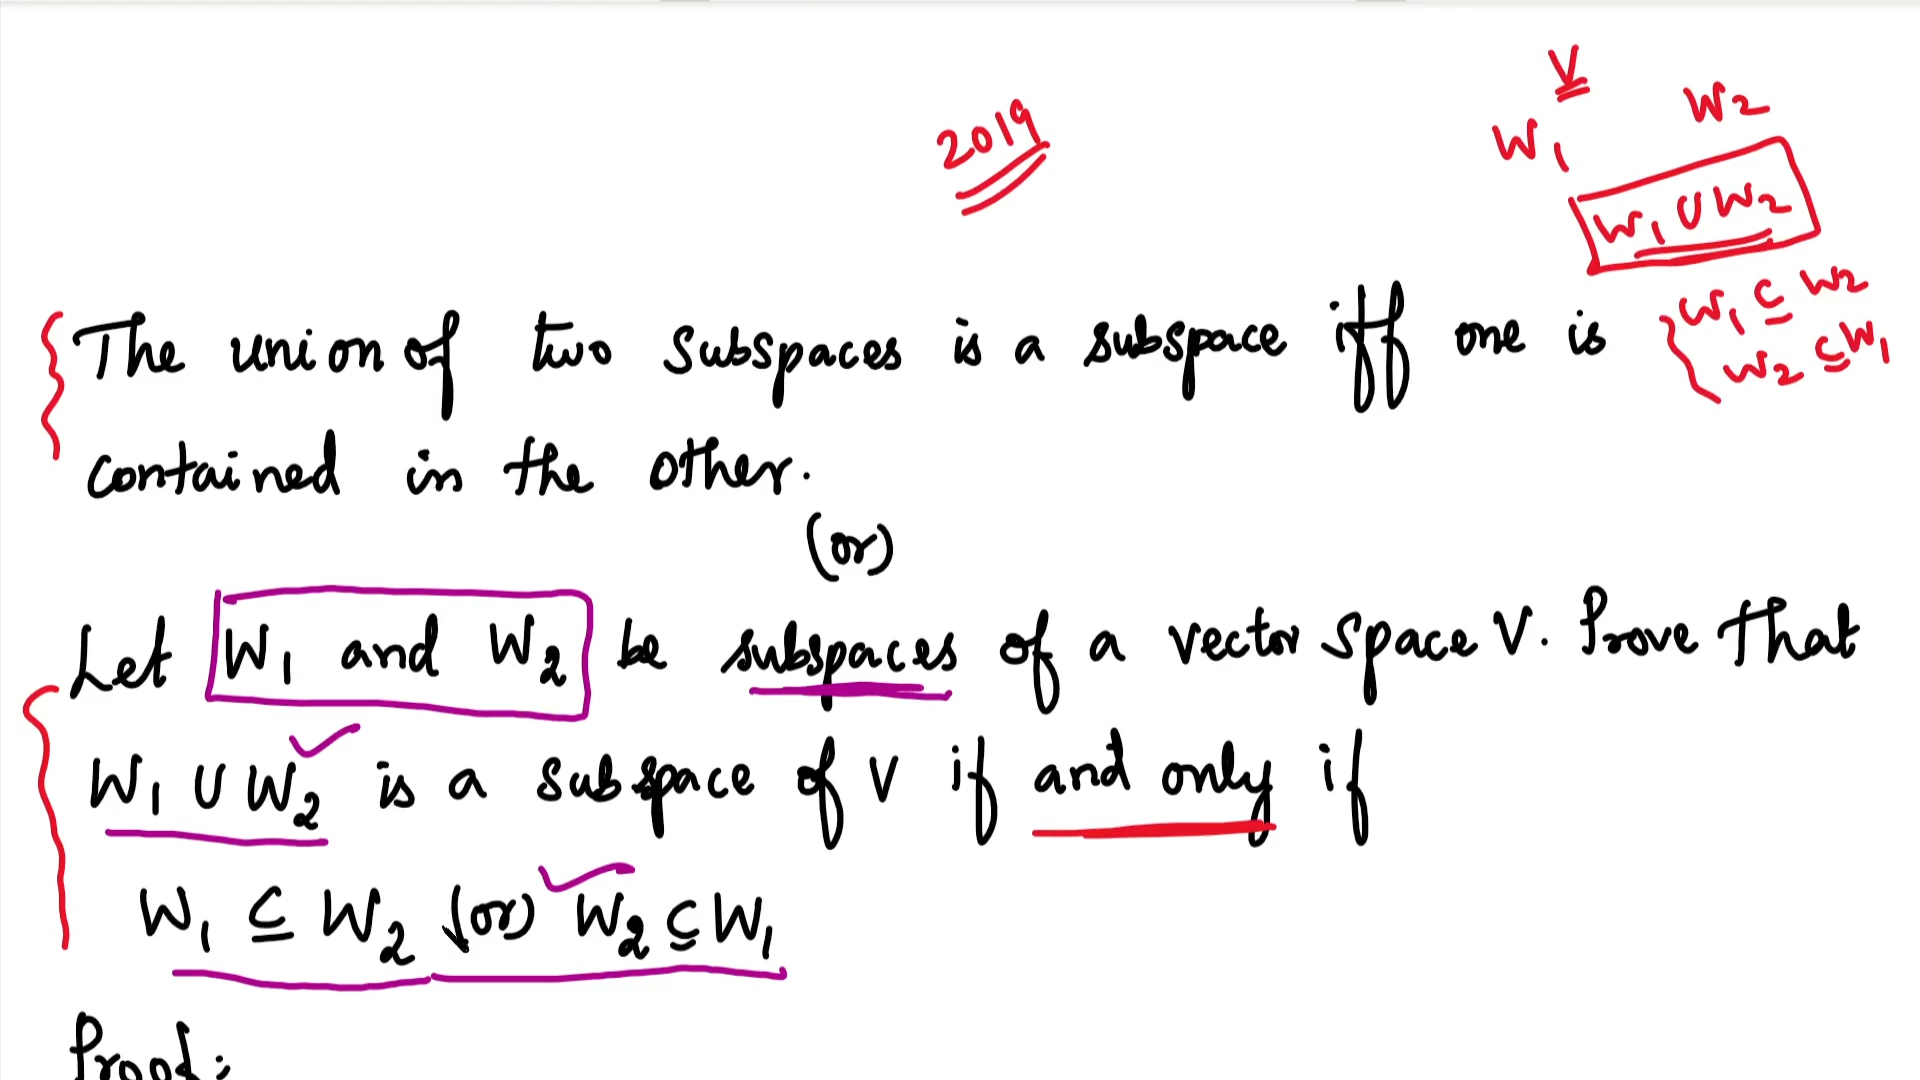 2019
V
W₁ W₂
W₁ ∪ W₂
W₁ ⊆ W₂
W₂ ⊆ W₁
The union of two subspaces is a subspace iff one is
contained in the other.
(or)
Let W₁ and W₂ be subspaces of a vector space V. Prove that
W₁ ∪ W₂ is a subspace of V if and only if
W₁ ⊆ W₂ (or) W₂ ⊆ W₁
Proof: